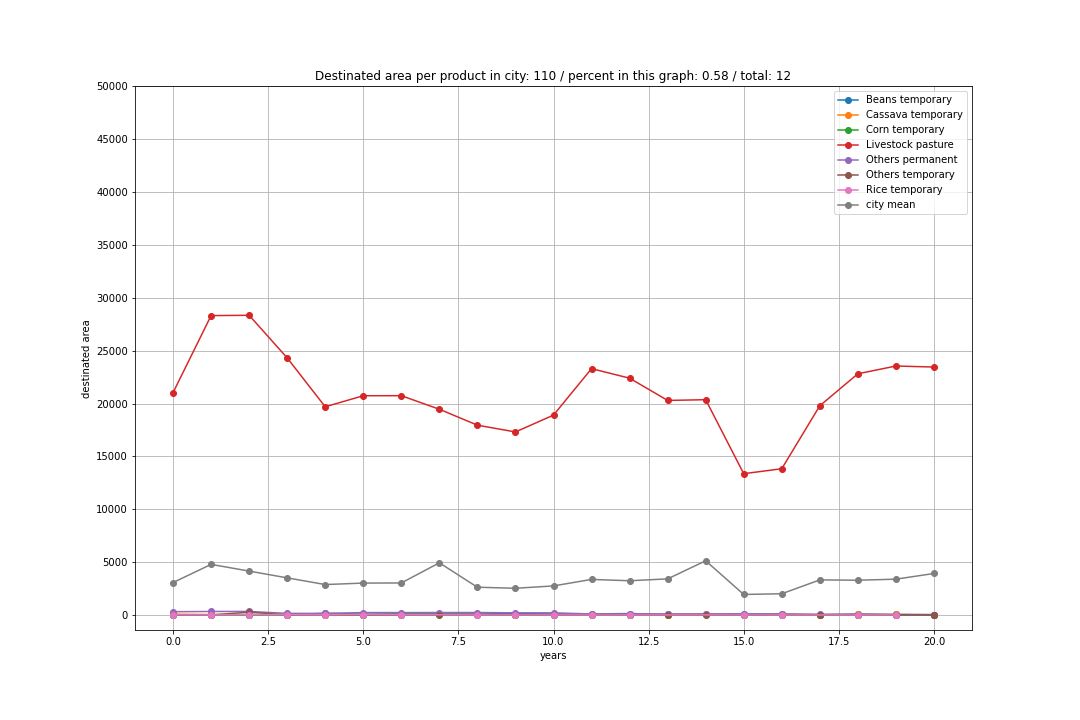 Destinated area per product in city: 110 / percent in this graph: 0.58 / total: 12
50000
45000
40000
35000
30000
25000
20000
15000
10000
5000
0
destinated area
Beans temporary
Cassava temporary
Corn temporary
Livestock pasture
Others permanent
Others temporary
Rice temporary
city mean
0.0 2.5 5.0 7.5 10.0 12.5 15.0 17.5 20.0
years